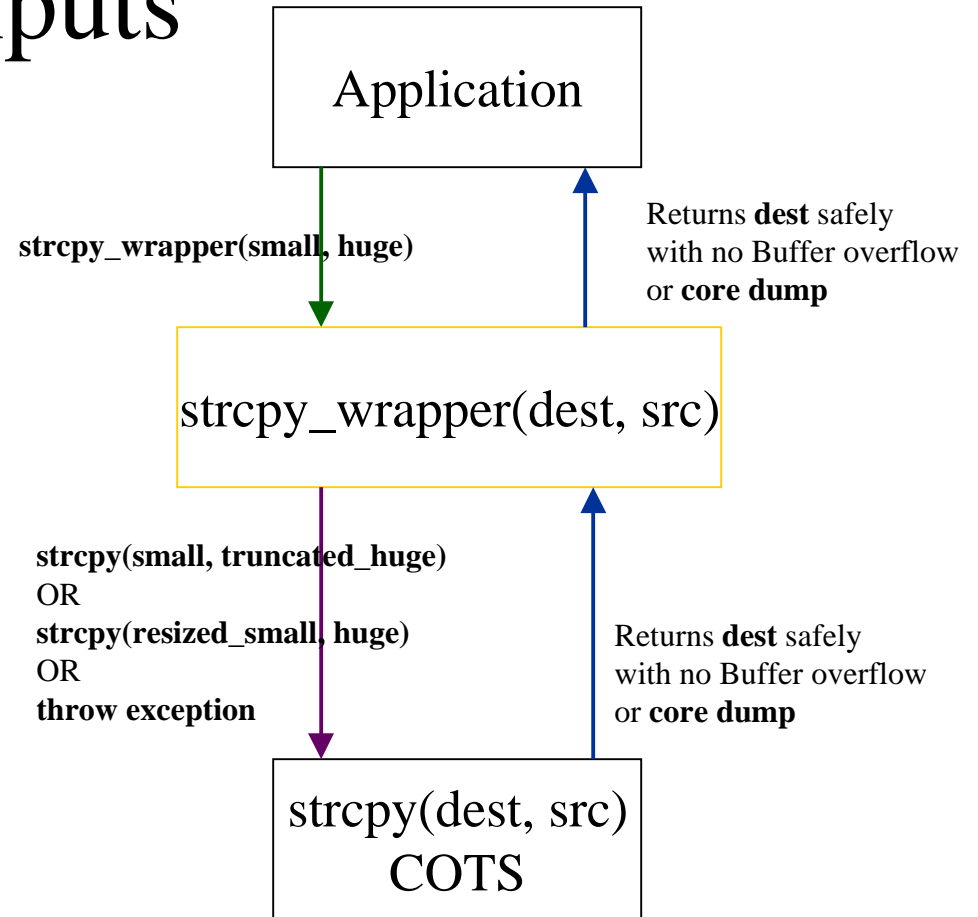 Application
strcpy_wrapper(small, huge)
Returns dest safely
with no Buffer overflow
or core dump
strcpy_wrapper(dest, src)
strcpy(small, truncated_huge)
OR
strcpy(resized_small, huge)
OR
throw exception
Returns dest safely
with no Buffer overflow
or core dump
strcpy(dest, src)
COTS